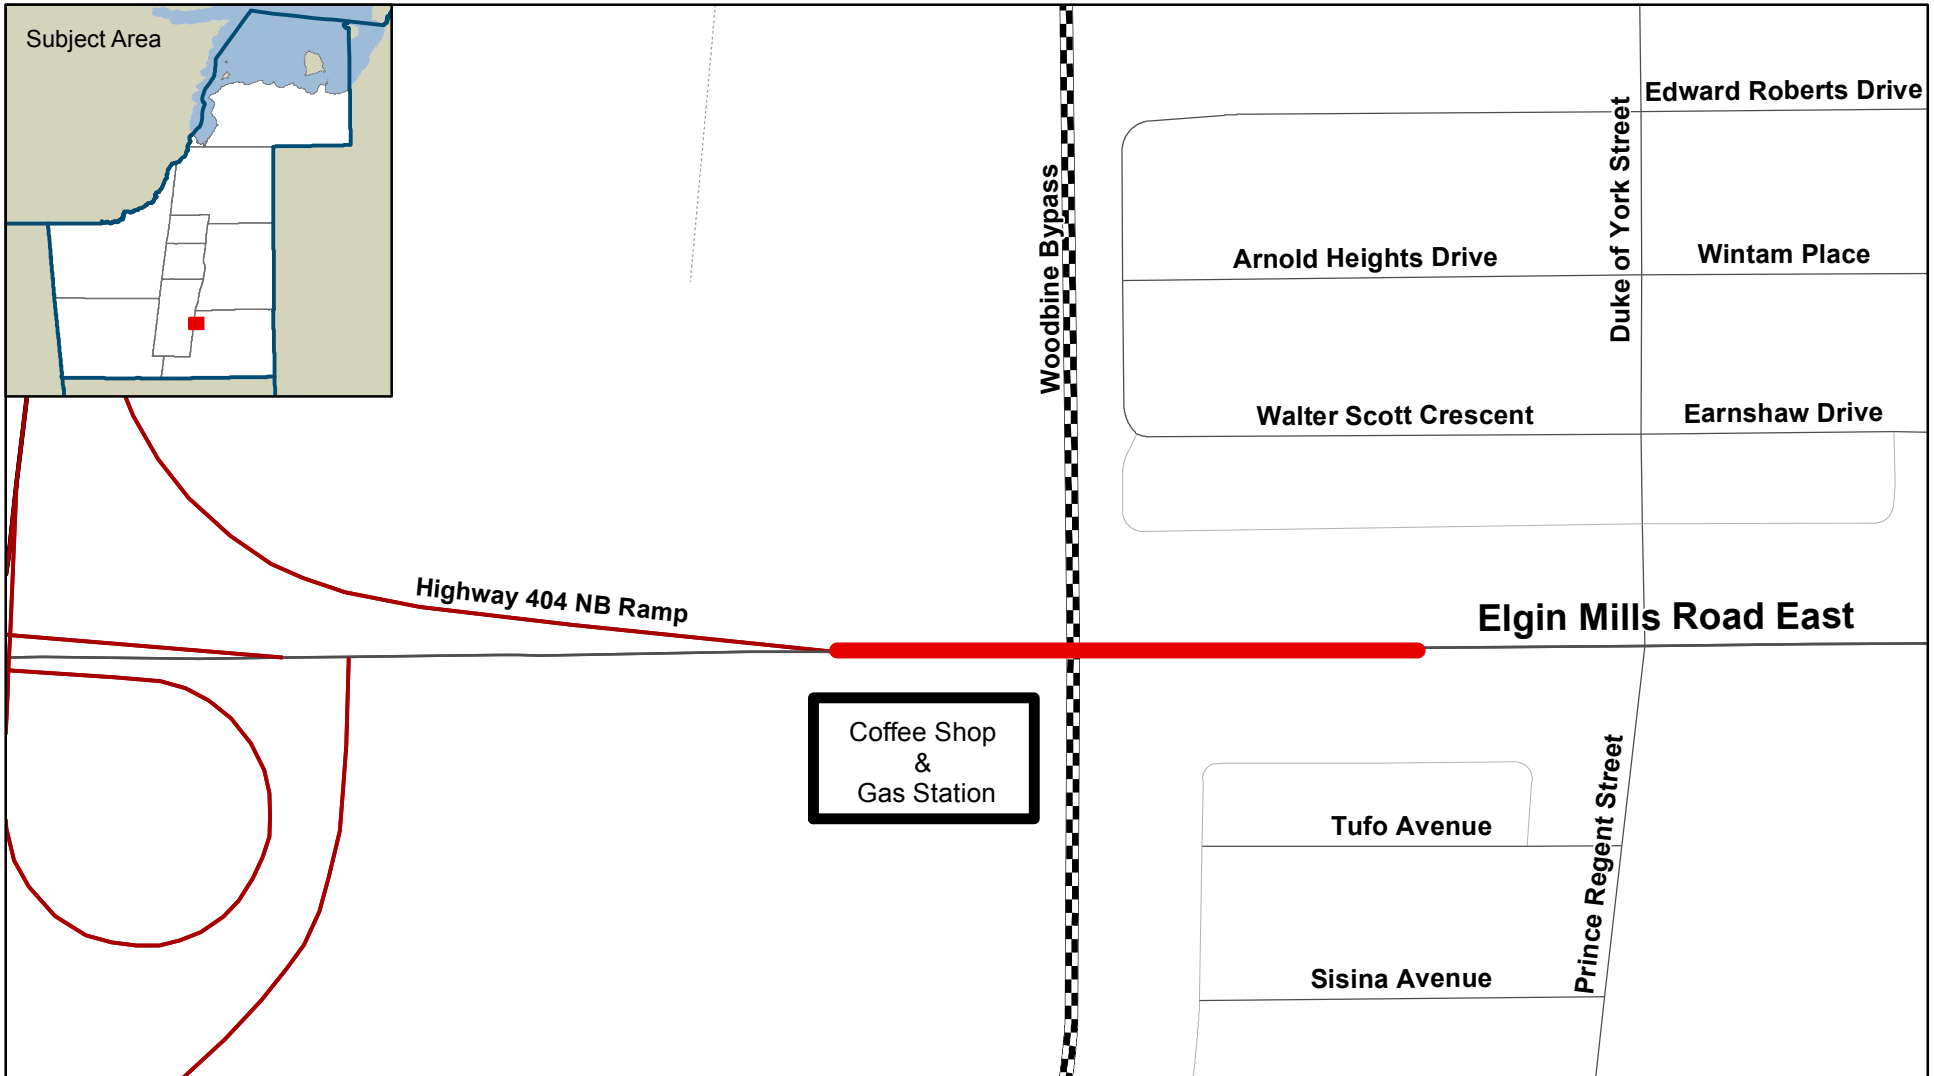 Subject Area
Edward Roberts Drive
Duke of York Street
Woodbine Bypass
Arnold Heights Drive
Wintam Place
Walter Scott Crescent
Earnshaw Drive
Highway 404 NB Ramp
Elgin Mills Road East
Coffee Shop
&
Gas Station
Tufo Avenue
Prince Regent Street
Sisina Avenue